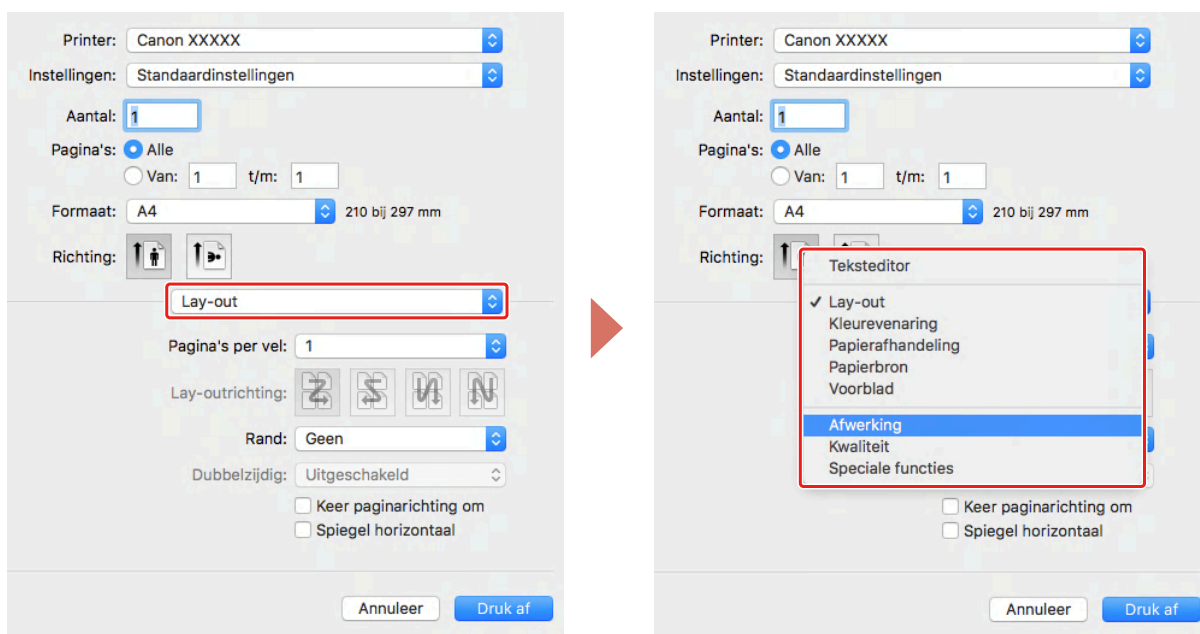 Printer: Canon XXXXX
Instellingen: Standaardinstellingen
Aantal: 1
Pagina's: Alle
Van: 1 t/m: 1
Formaat: A4 210 bij 297 mm
Richting:
Lay-out
Pagina's per vel: 1
Lay-outrichting:
Rand: Geen
Dubbelzijdig: Uitgeschakeld
Keer paginarichting om
Spiegel horizontaal
Annuleer Druk af
Printer: Canon XXXXX
Instellingen: Standaardinstellingen
Aantal: 1
Pagina's: Alle
Van: 1 t/m: 1
Formaat: A4 210 bij 297 mm
Richting:
Teksteditor
✓ Lay-out
Kleurevenaring
Papierafhandeling
Papierbron
Voorblad
Afwerking
Kwaliteit
Speciale functies
Keer paginarichting om
Spiegel horizontaal
Annuleer Druk af